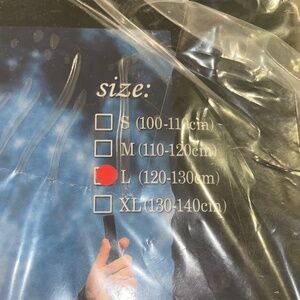 size:
S (100-110cm)
M (110-120cm)
L (120-130cm)
XL (130-140cm)